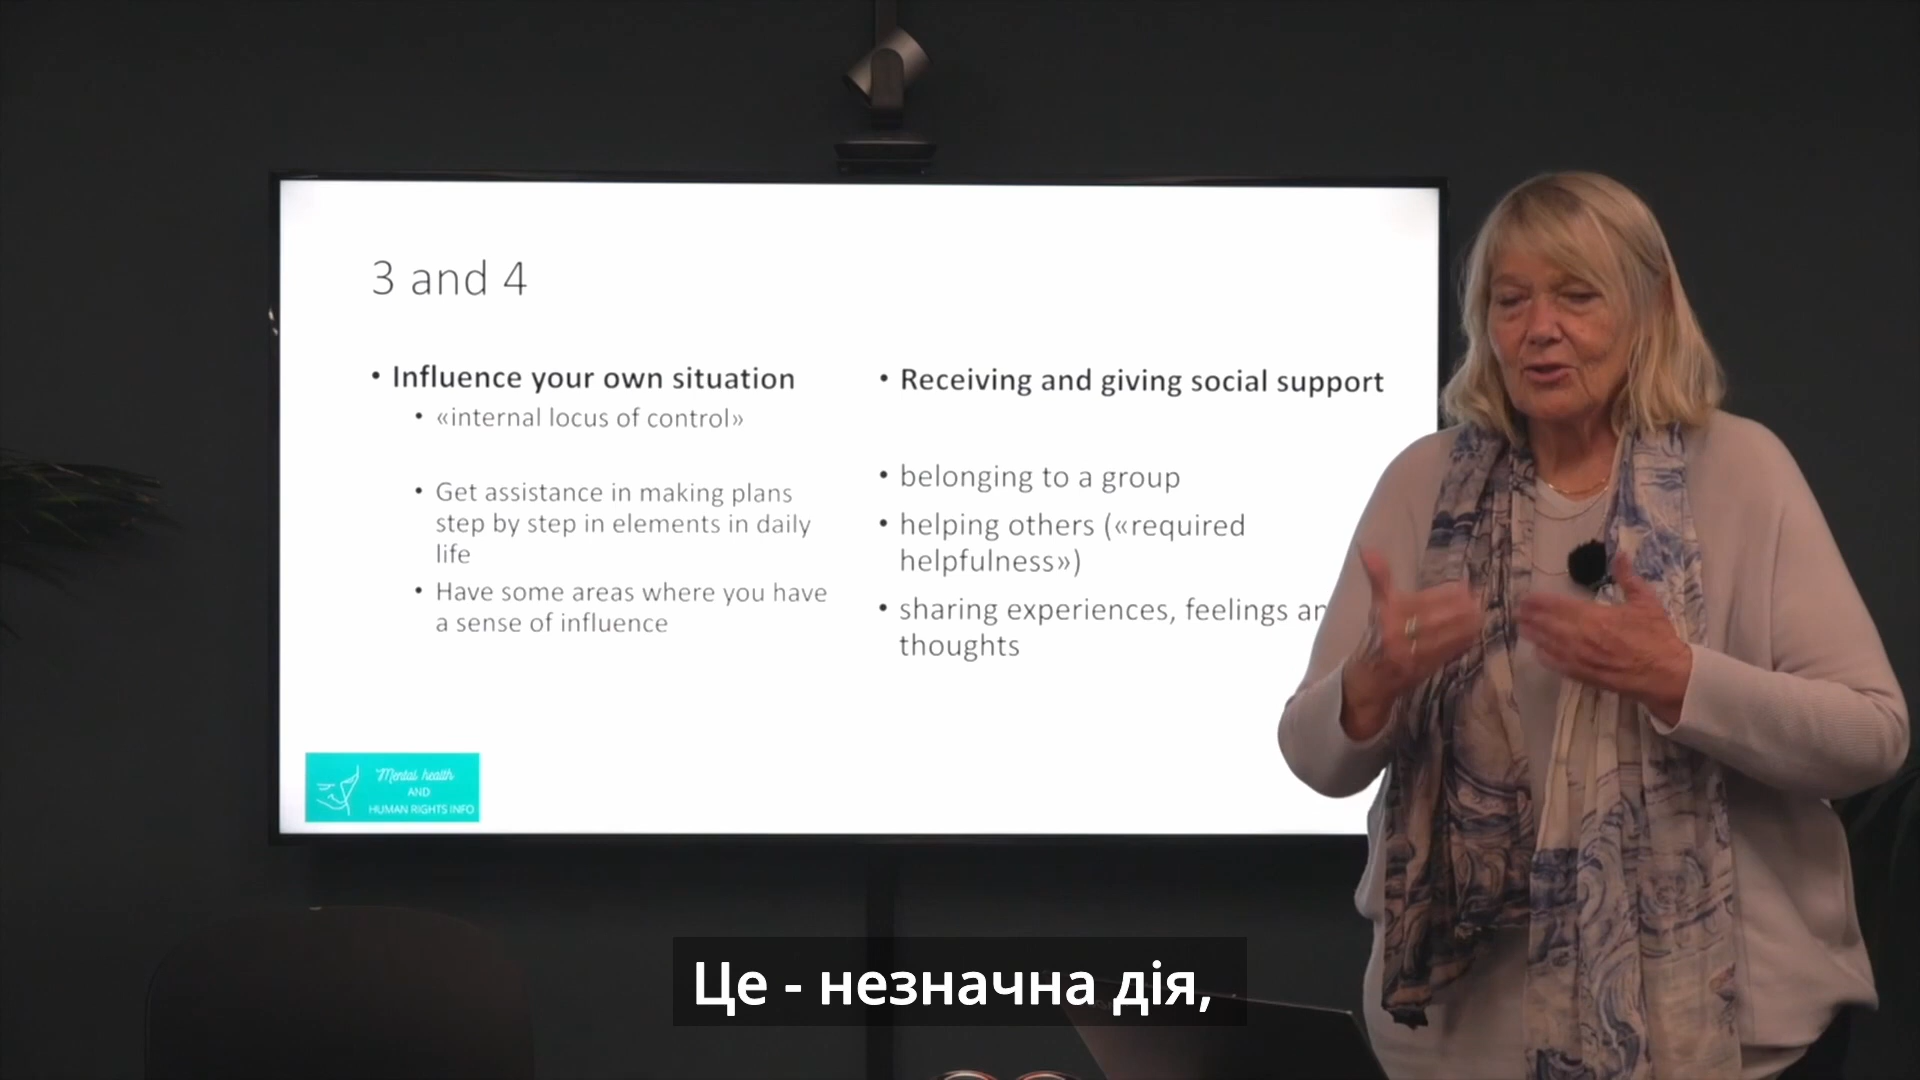 3 and 4
• Influence your own situation
• «internal locus of control»
• Get assistance in making plans
step by step in elements in daily
life
• Have some areas where you have
a sense of influence
• Receiving and giving social support
• belonging to a group
• helping others («required
helpfulness»)
• sharing experiences, feelings an
thoughts
Mental health
AND
HUMAN RIGHTS INFO
Це - незначна дія,